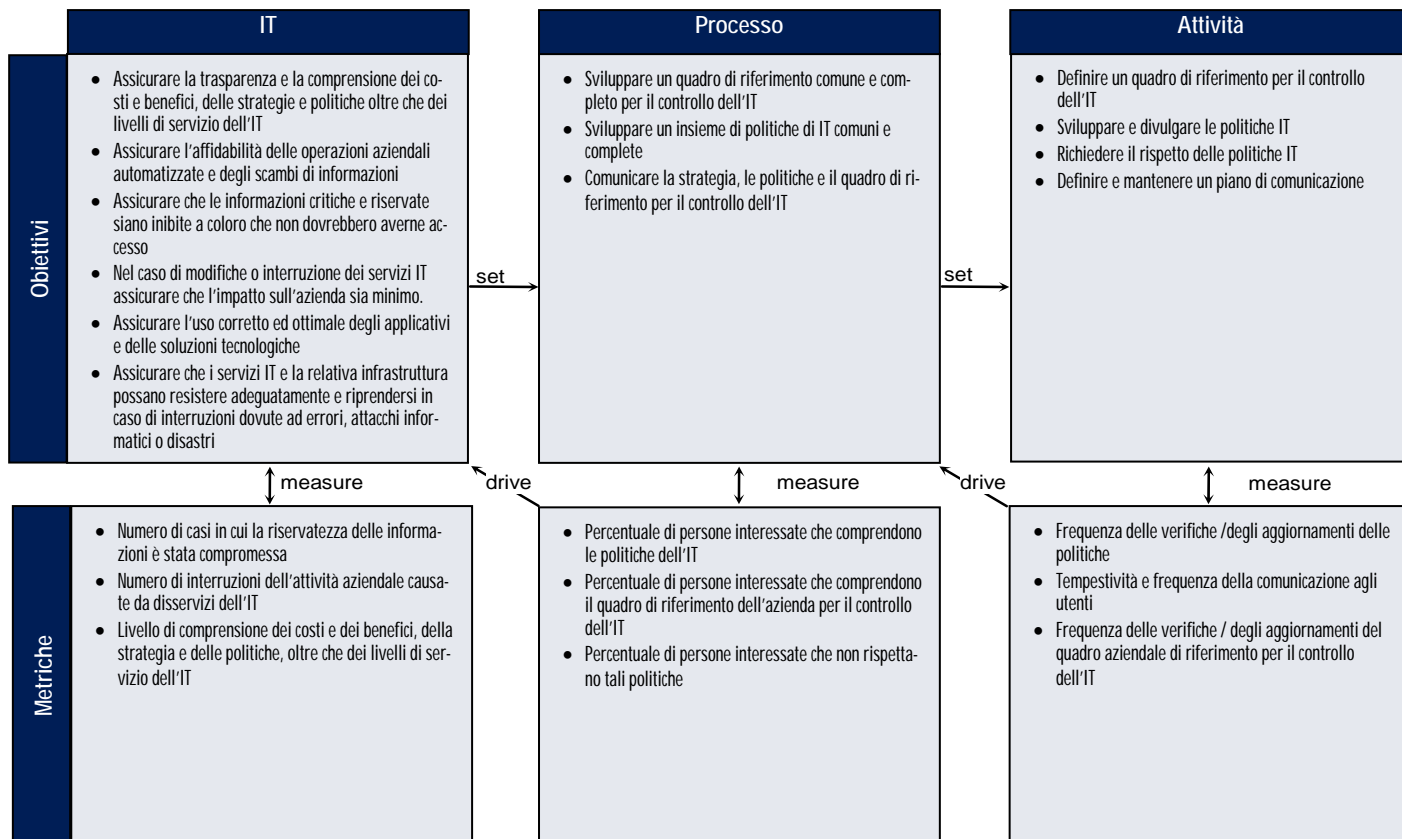 IT
Processo
Attività
Obiettivi
• Assicurare la trasparenza e la comprensione dei co-
sti e benefici, delle strategie e politiche oltre che dei
livelli di servizio dell'IT
• Assicurare l'affidabilità delle operazioni aziendali
automatizzate e degli scambi di informazioni
• Assicurare che le informazioni critiche e riservate
siano inibite a coloro che non dovrebbero averne ac-
cesso
• Nel caso di modifiche o interruzione dei servizi IT
assicurare che l'impatto sull'azienda sia minimo.
• Assicurare l'uso corretto ed ottimale degli applicativi
e delle soluzioni tecnologiche
• Assicurare che i servizi IT e la relativa infrastruttura
possano resistere adeguatamente e riprendersi in
caso di interruzioni dovute ad errori, attacchi infor-
matici o disastri
set
• Sviluppare un quadro di riferimento comune e com-
pleto per il controllo dell'IT
• Sviluppare un insieme di politiche di IT comuni e
complete
• Comunicare la strategia, le politiche e il quadro di ri-
ferimento per il controllo dell'IT
set
• Definire un quadro di riferimento per il controllo
dell'IT
• Sviluppare e divulgare le politiche IT
• Richiedere il rispetto delle politiche IT
• Definire e mantenere un piano di comunicazione
measure
drive
measure
drive
measure
Metriche
• Numero di casi in cui la riservatezza delle informa-
zioni è stata compromessa
• Numero di interruzioni dell'attività aziendale causa-
te da disservizi dell'IT
• Livello di comprensione dei costi e dei benefici, della
strategia e delle politiche, oltre che dei livelli di ser-
vizio dell'IT
• Percentuale di persone interessate che comprendono
le politiche dell'IT
• Percentuale di persone interessate che comprendono
il quadro di riferimento dell'azienda per il controllo
dell'IT
• Percentuale di persone interessate che non rispetta-
no tali politiche
• Frequenza delle verifiche /degli aggiornamenti delle
politiche
• Tempestività e frequenza della comunicazione agli
utenti
• Frequenza delle verifiche / degli aggiornamenti del
quadro aziendale di riferimento per il controllo
dell'IT